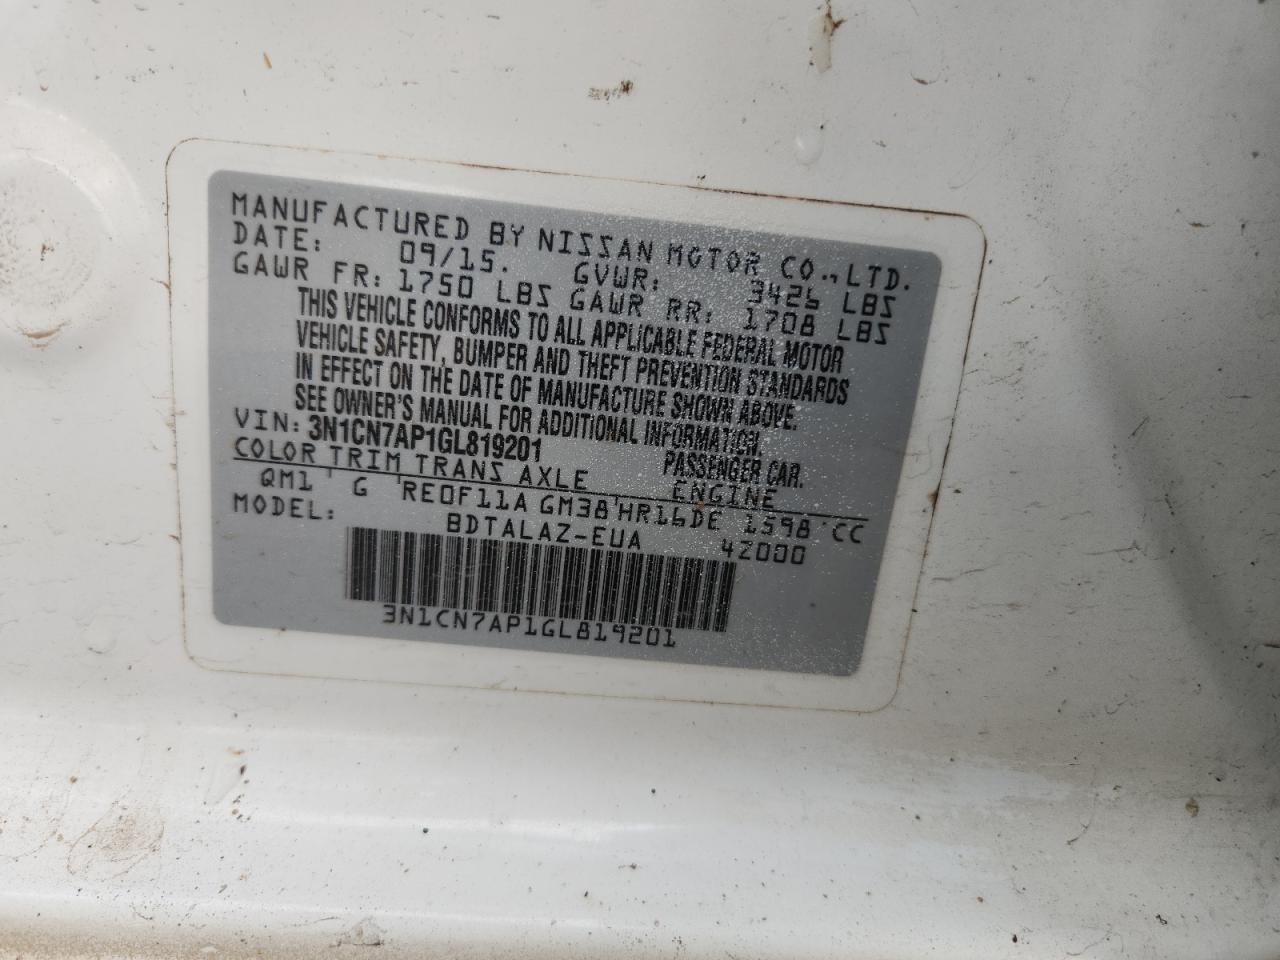 MANUFACTURED BY NISSAN MOTOR CO., LTD.
DATE: 09/15. GVWR: 3426 LBS
GAWR FR: 1750 LBS GAWR RR: 1708 LBS
THIS VEHICLE CONFORMS TO ALL APPLICABLE FEDERAL MOTOR
VEHICLE SAFETY, BUMPER AND THEFT PREVENTION STANDARDS
IN EFFECT ON THE DATE OF MANUFACTURE SHOWN ABOVE.
SEE OWNER'S MANUAL FOR ADDITIONAL INFORMATION.
VIN: 3N1CN7AP1GL819201 PASSENGER CAR.
COLOR TRIM TRANS AXLE ENGINE
QM1 G RE0F11A GM38 HR16DE 1598 CC
MODEL: BDTALAZ-EUA 42000
3N1CN7AP1GL819201